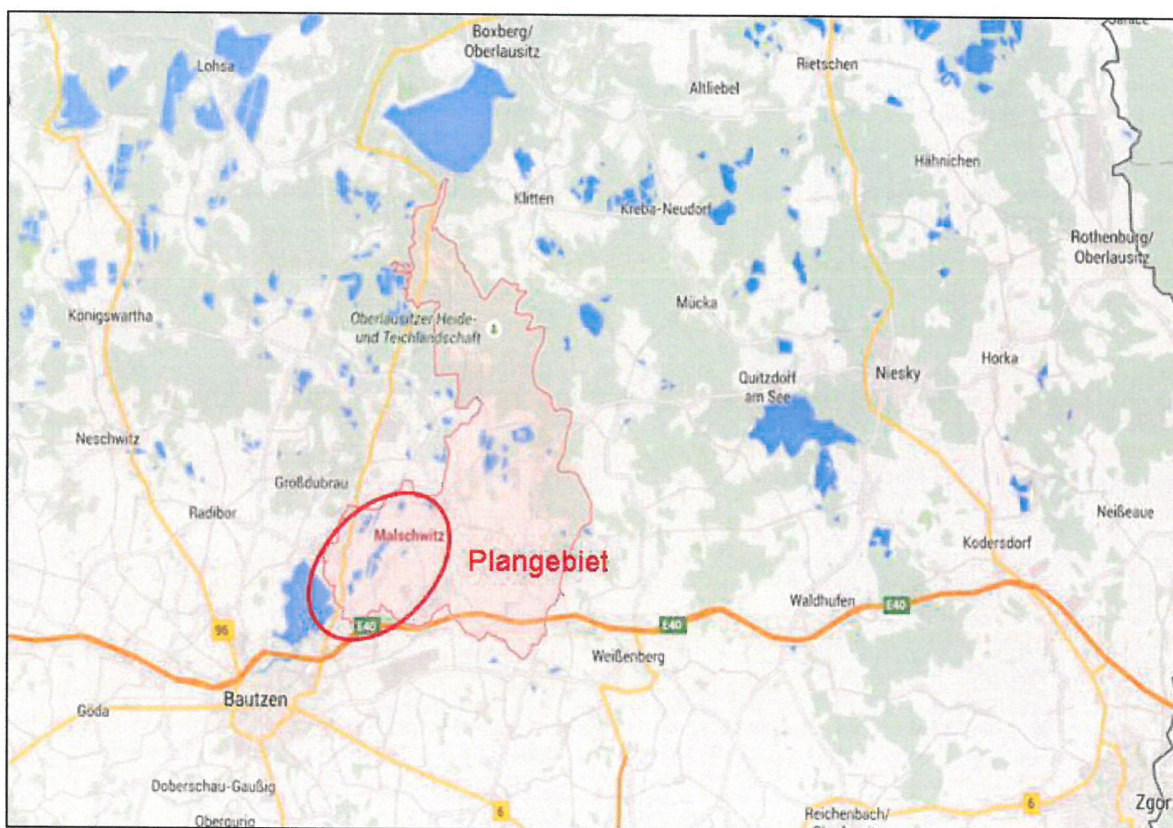 Boxberg/
Oberlausitz
Lohsa
Rietschen
Altliebel
Hähnichen
Klitten
Kreba-Neudorf
Rothenburg/
Oberlausitz
Mücka
Königswartha
Oberlausitzer Heide-
und Teichlandschaft
Horka
Niesky
Quitzdorf
am See
Neschwitz
Großdubrau
Radibor
Neißeaue
Malschwitz
Kodersdorf
Plangebiet
Waldhufen
E40
E40
E40
96
Weißenberg
Bautzen
Göda
Doberschau-Gaußig
6
6
Reichenbach/
Zgor
Obergurig